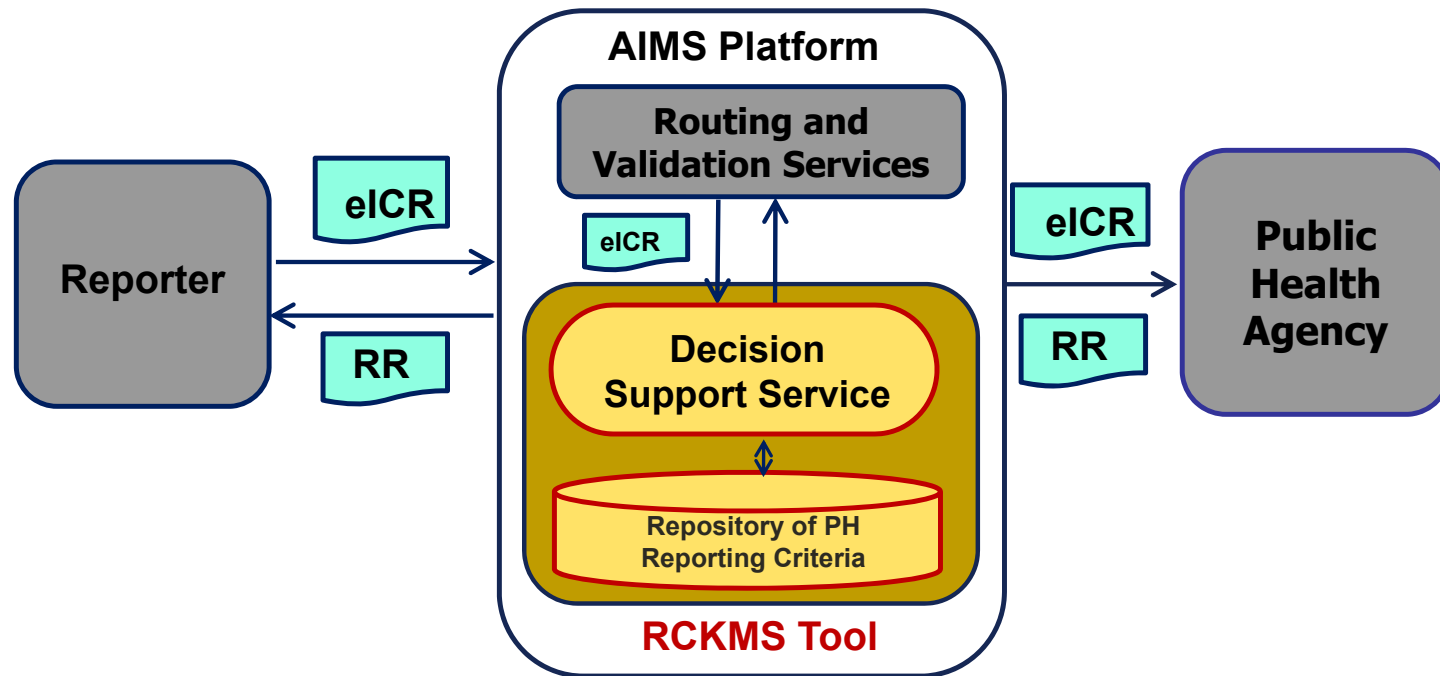 AIMS Platform
Routing and
Validation Services
eICR
Reporter
RR
eICR
Decision
Support Service
Repository of PH
Reporting Criteria
RCKMS Tool
eICR
RR
Public
Health
Agency